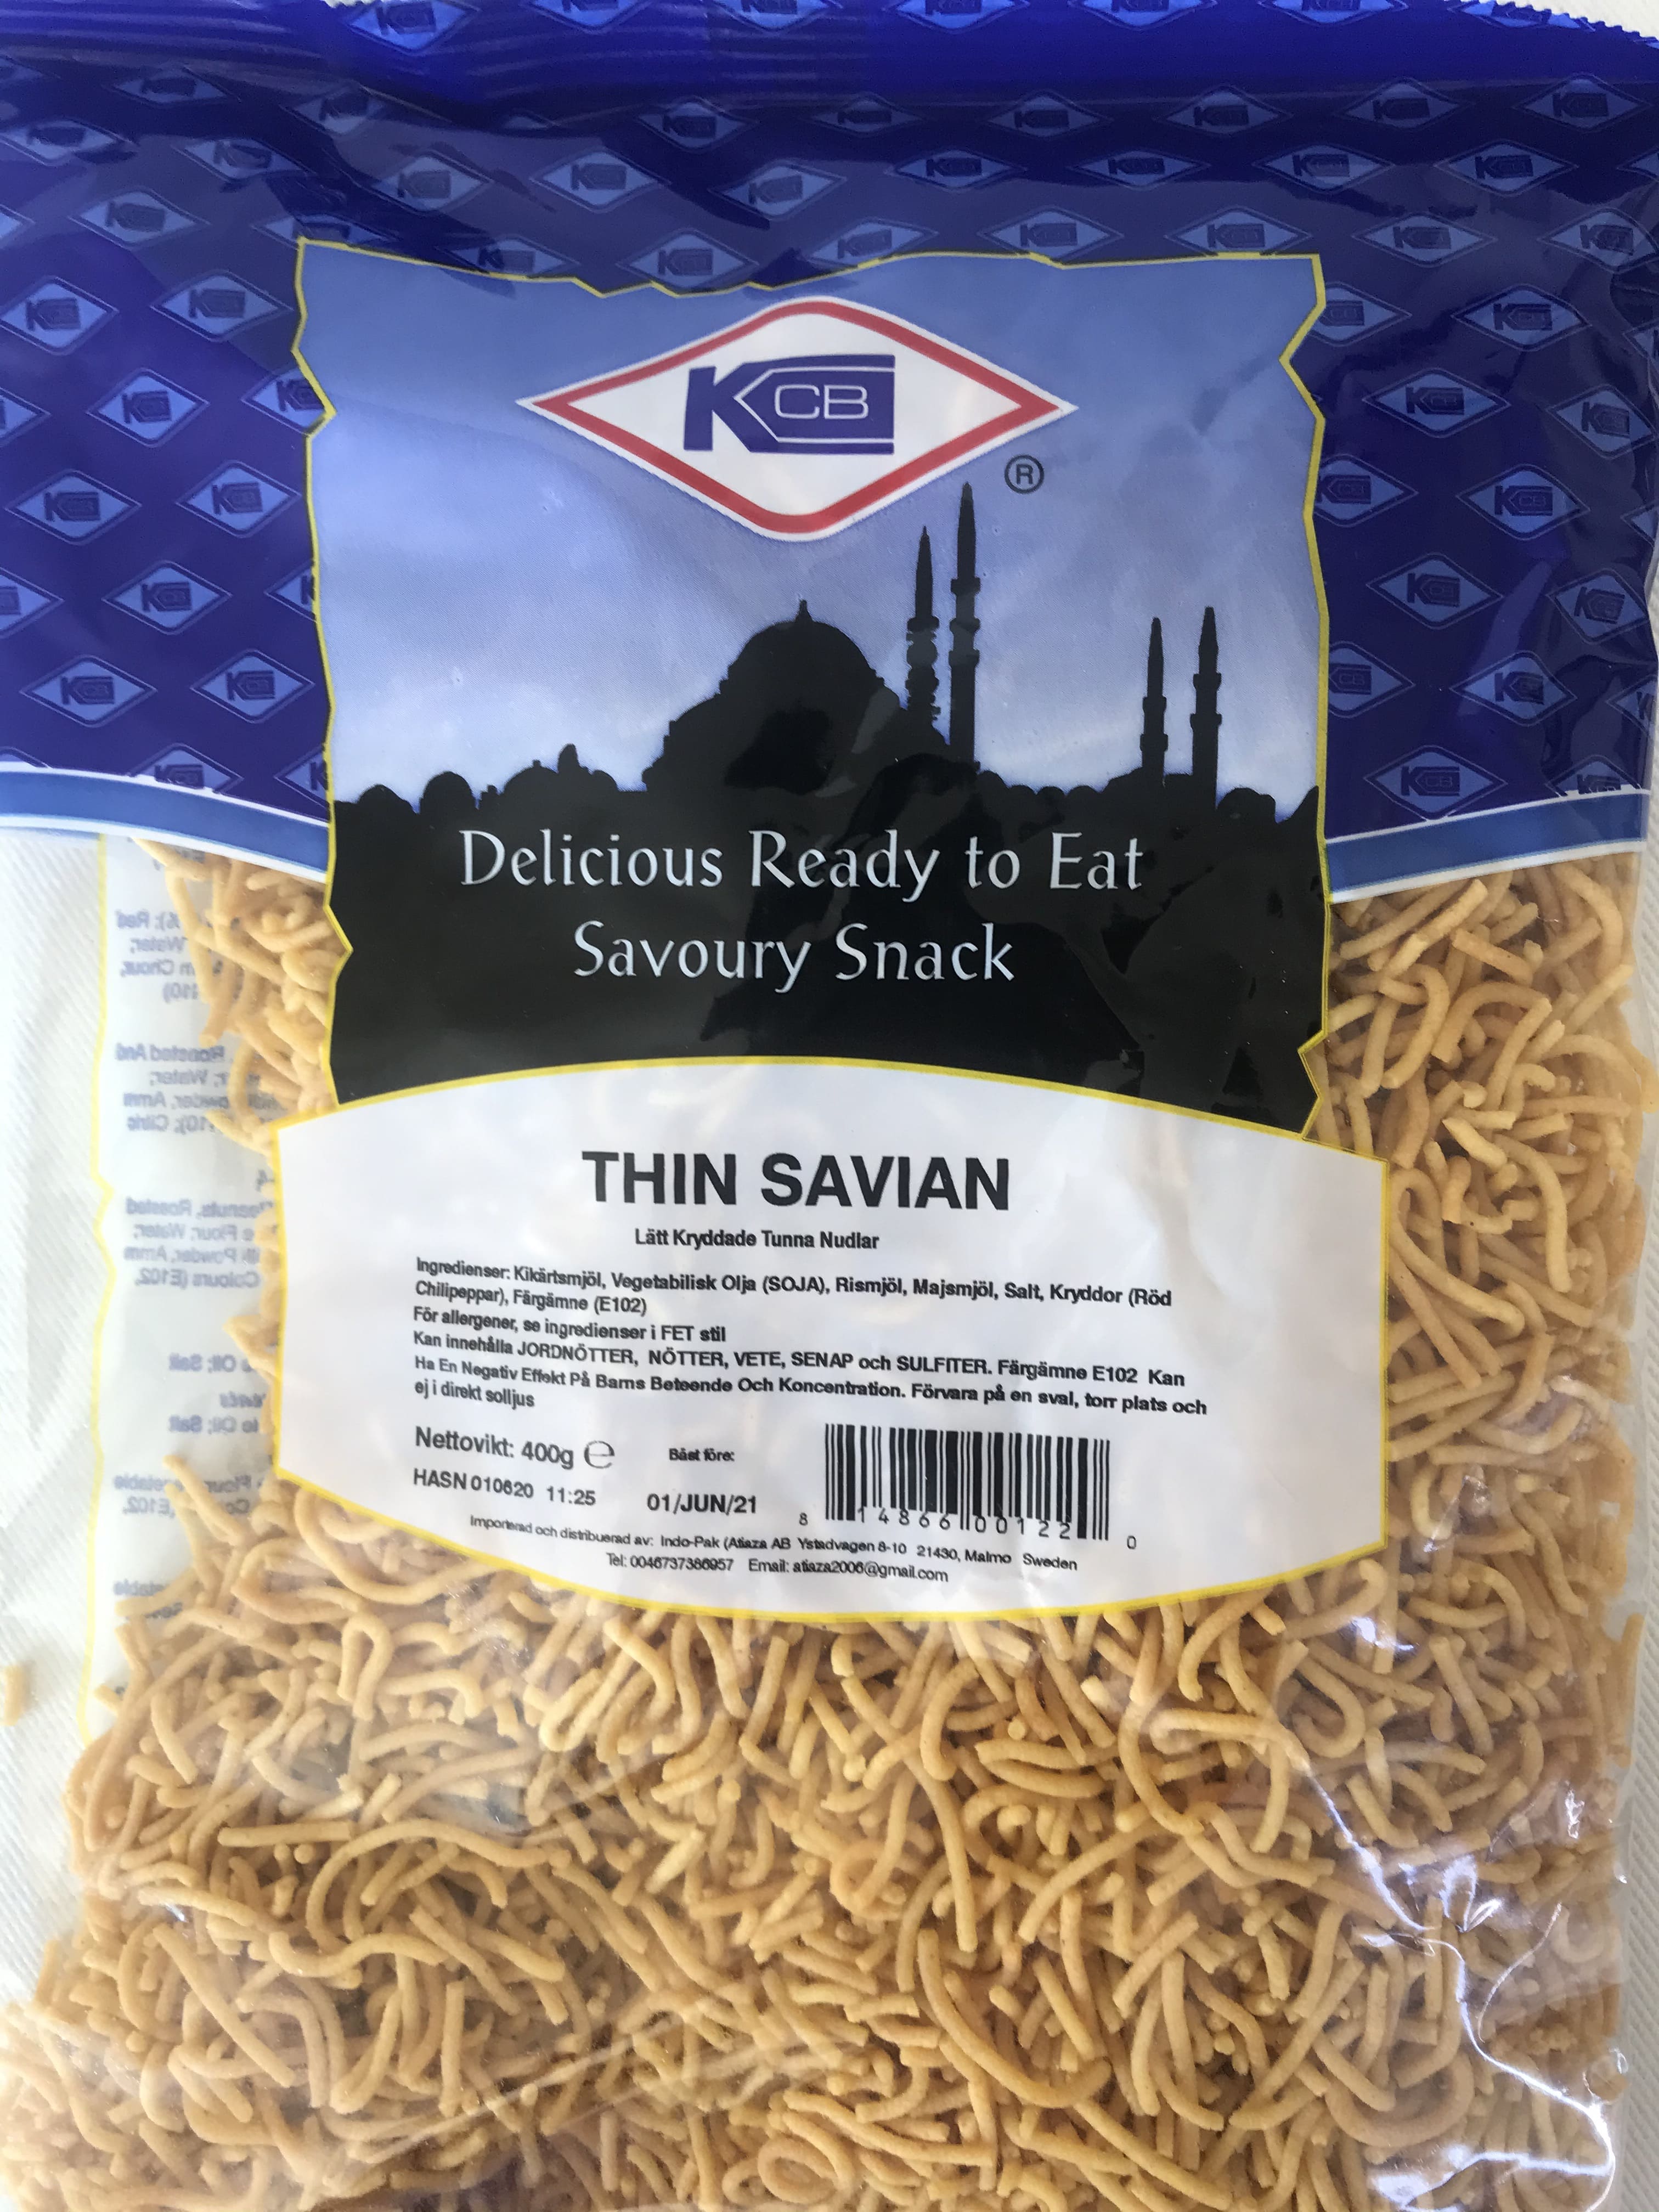 KCB
®
Delicious Ready to Eat
Savoury Snack
THIN SAVIAN
Lätt Kryddade Tunna Nudlar
Ingredienser: Kikärtsmjöl, Vegetabilisk Olja (SOJA), Rismjöl, Majsmjöl, Salt, Kryddor (Röd
Chilipeppar), Färgämne (E102)
För allergener, se ingredienser i FET stil
Kan innehålla JORDNÖTTER, NÖTTER, VETE, SENAP och SULFITER. Färgämne E102 Kan
Ha En Negativ Effekt På Barns Beteende Och Koncentration. Förvara på en sval, torr plats och
ej i direkt solljus
Nettovikt: 400g ℮
Bäst före:
HASN 010620 11:25
01/JUN/21
8 14866 00122 0
Importerad och distribuerad av: Indo-Pak (Atiaza AB Ystadvagen 8-10 21430, Malmo Sweden
Tel: 0046737386957 Email: atiaza2006@gmail.com